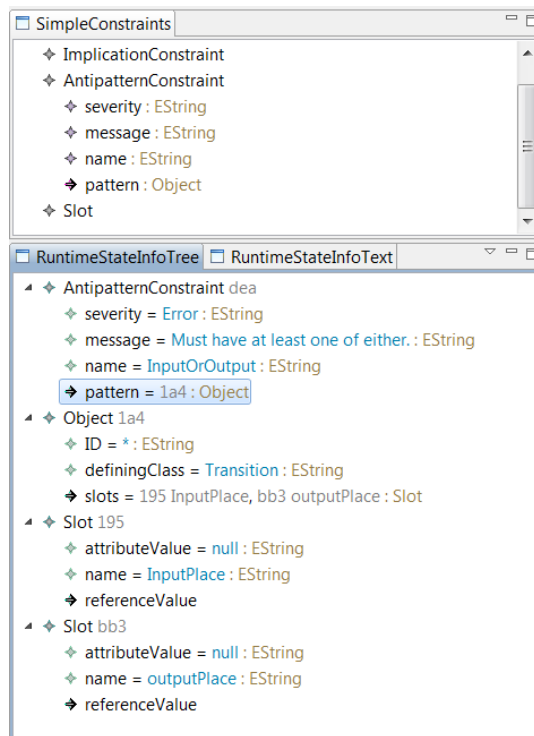 SimpleConstraints
ImplicationConstraint
AntipatternConstraint
severity : EString
message : EString
name : EString
pattern : Object
Slot
RuntimeStateInfoTree RuntimeStateInfoText
AntipatternConstraint dea
severity = Error : EString
message = Must have at least one of either. : EString
name = InputOrOutput : EString
pattern = 1a4 : Object
Object 1a4
ID = * : EString
definingClass = Transition : EString
slots = 195 InputPlace, bb3 outputPlace : Slot
Slot 195
attributeValue = null : EString
name = InputPlace : EString
referenceValue
Slot bb3
attributeValue = null : EString
name = outputPlace : EString
referenceValue